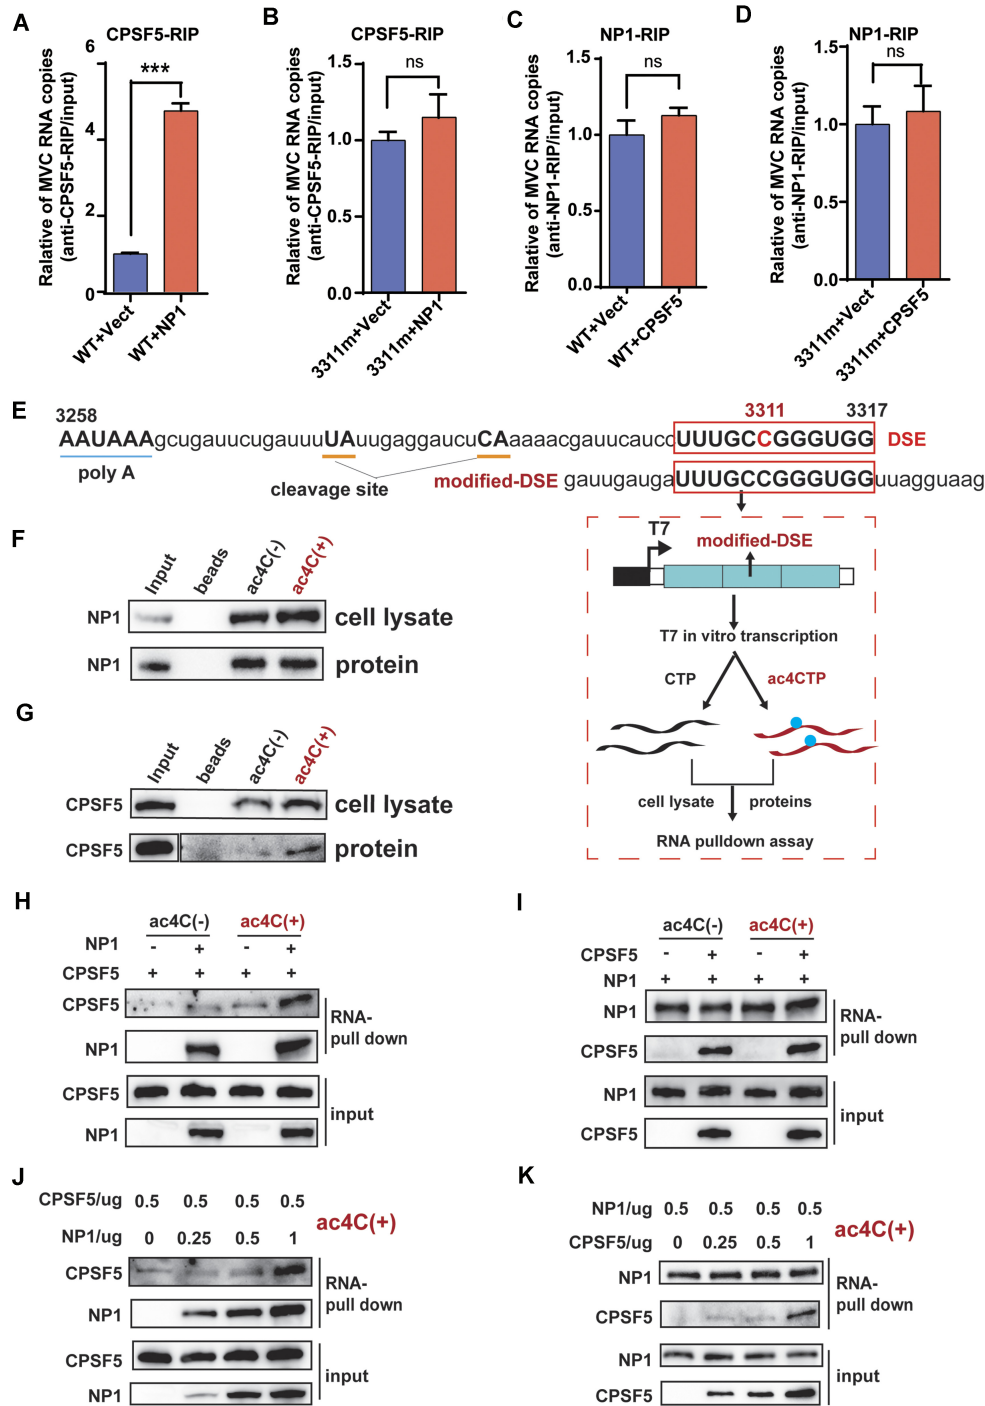 A
CPSF5-RIP
Ralative of MVC RNA copies
(anti-CPSF5-RIP/input)
6
4
2
0
***
WT+Vect
WT+NP1
B
CPSF5-RIP
Ralative of MVC RNA copies
(anti-CPSF5-RIP/input)
1.5
1.0
0.5
0.0
ns
3311m+Vect
3311m+NP1
C
NP1-RIP
Ralative of MVC RNA copies
(anti-NP1-RIP/input)
1.5
1.0
0.5
0.0
ns
WT+Vect
WT+CPSF5
D
NP1-RIP
Ralative of MVC RNA copies
(anti-NP1-RIP/input)
1.5
1.0
0.5
0.0
ns
3311m+Vect
3311m+CPSF5
E
3258
3311
3317
AAUAAAgcugauucugauuuUUAuugaggaucuCAaaaacgauucauccUUUGCCGGGUGG DSE
poly A
cleavage site
modified-DSE gauugaugaUUUGCCGGGUGGuuagguaag
T7
modified-DSE
T7 in vitro transcription
CTP
ac4CTP
cell lysate
proteins
RNA pulldown assay
F
Input
beads
ac4C(-)
ac4C(+)
NP1
cell lysate
NP1
protein
G
Input
beads
ac4C(-)
ac4C(+)
CPSF5
cell lysate
CPSF5
protein
H
ac4C(-)
ac4C(+)
NP1 - + - +
CPSF5 + + + +
CPSF5
NP1
RNA-
pull down
CPSF5
NP1
input
I
ac4C(-)
ac4C(+)
CPSF5 - + - +
NP1 + + + +
NP1
CPSF5
RNA-
pull down
NP1
CPSF5
input
J
CPSF5/ug 0.5 0.5 0.5 0.5
NP1/ug 0 0.25 0.5 1
ac4C(+)
CPSF5
NP1
RNA-
pull down
CPSF5
NP1
input
K
NP1/ug 0.5 0.5 0.5 0.5
CPSF5/ug 0 0.25 0.5 1
ac4C(+)
NP1
CPSF5
RNA-
pull down
NP1
CPSF5
input